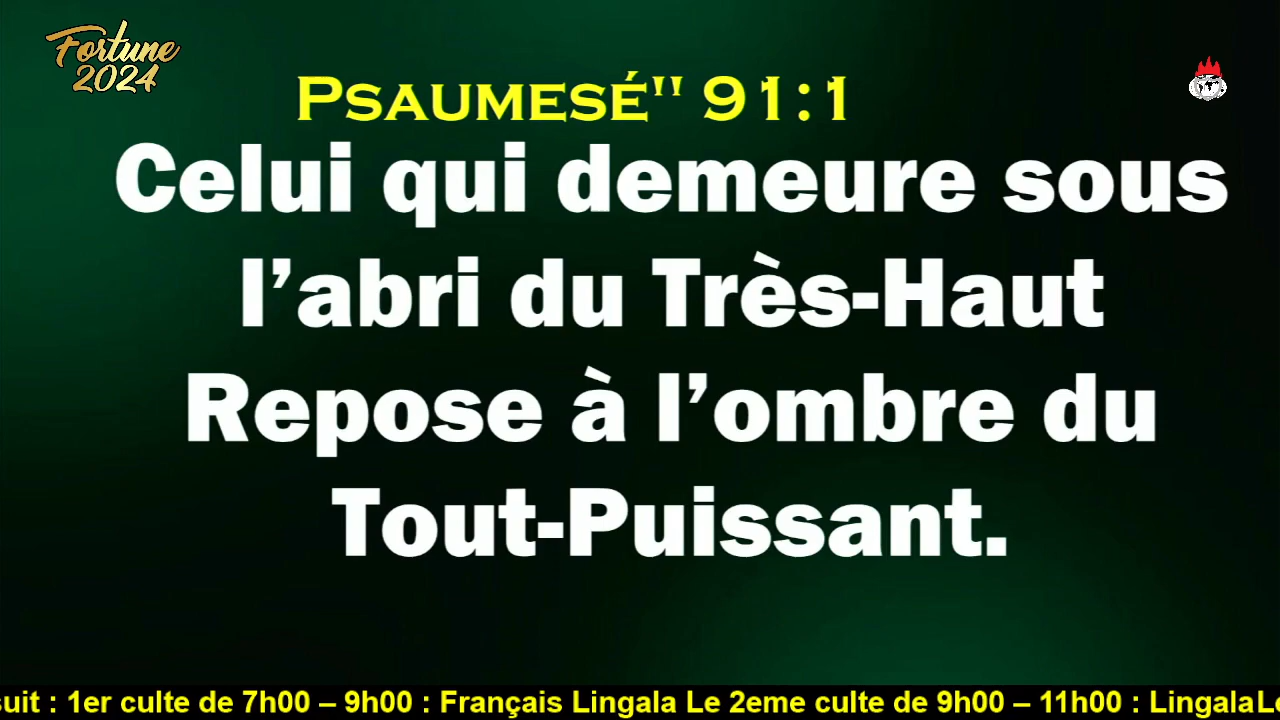 Fortune
2024
PSAUMESÉ" 91:1
Celui qui demeure sous
l’abri du Très-Haut
Repose à l’ombre du
Tout-Puissant.
suit : 1er culte de 7h00 – 9h00 : Français Lingala Le 2eme culte de 9h00 – 11h00 : LingalaLe